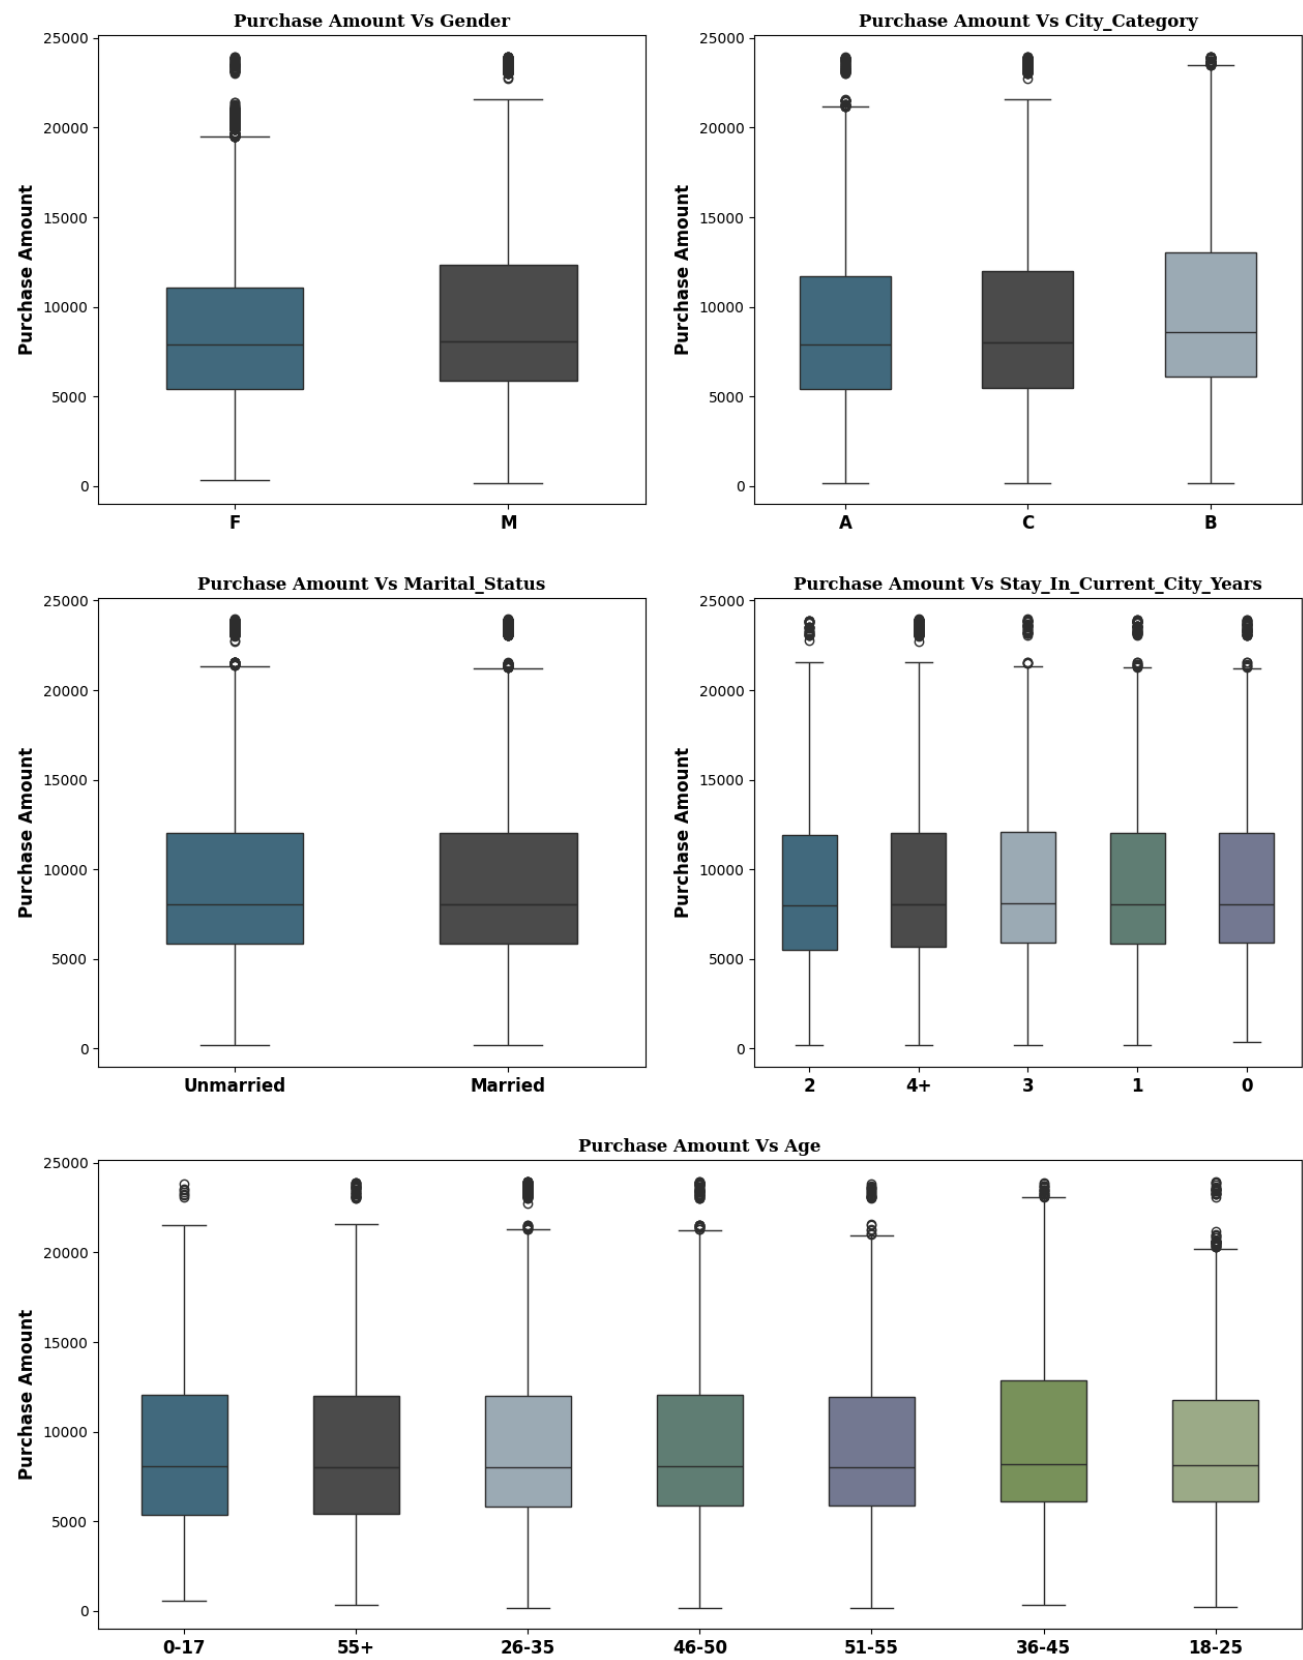 Purchase Amount Vs Gender
Purchase Amount
25000
20000
15000
10000
5000
0
F M
Purchase Amount Vs City_Category
Purchase Amount
25000
20000
15000
10000
5000
0
A C B
Purchase Amount Vs Marital_Status
Purchase Amount
25000
20000
15000
10000
5000
0
Unmarried Married
Purchase Amount Vs Stay_In_Current_City_Years
Purchase Amount
25000
20000
15000
10000
5000
0
2 4+ 3 1 0
Purchase Amount Vs Age
Purchase Amount
25000
20000
15000
10000
5000
0
0-17 55+ 26-35 46-50 51-55 36-45 18-25